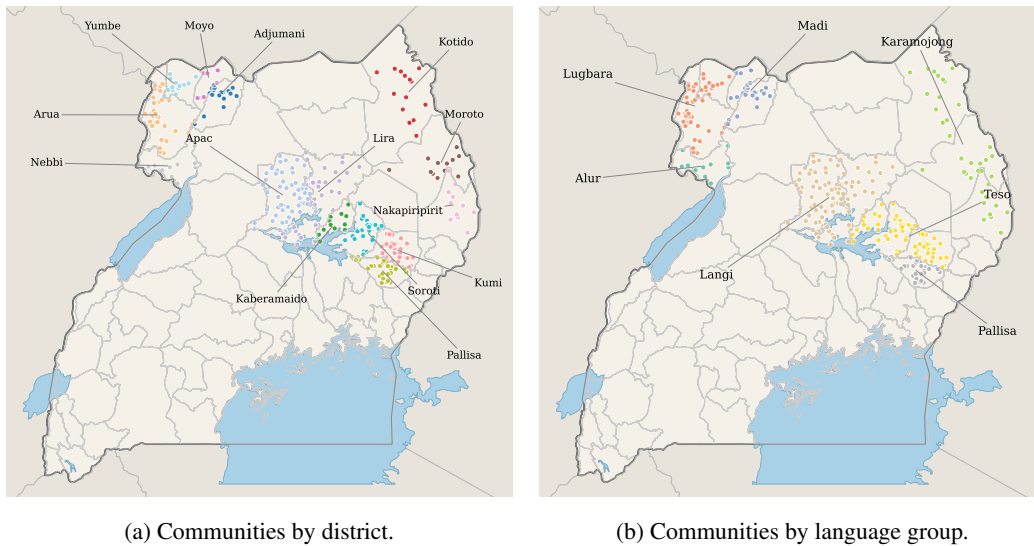 Yumbe
Moyo
Adjumani
Kotido
Arua
Moroto
Apac
Lira
Nebbi
Nakapiripirit
Kaberamaido
Soroti
Kumi
Pallisa
(a) Communities by district.
Madi
Karamojong
Lugbara
Alur
Teso
Langi
Pallisa
(b) Communities by language group.